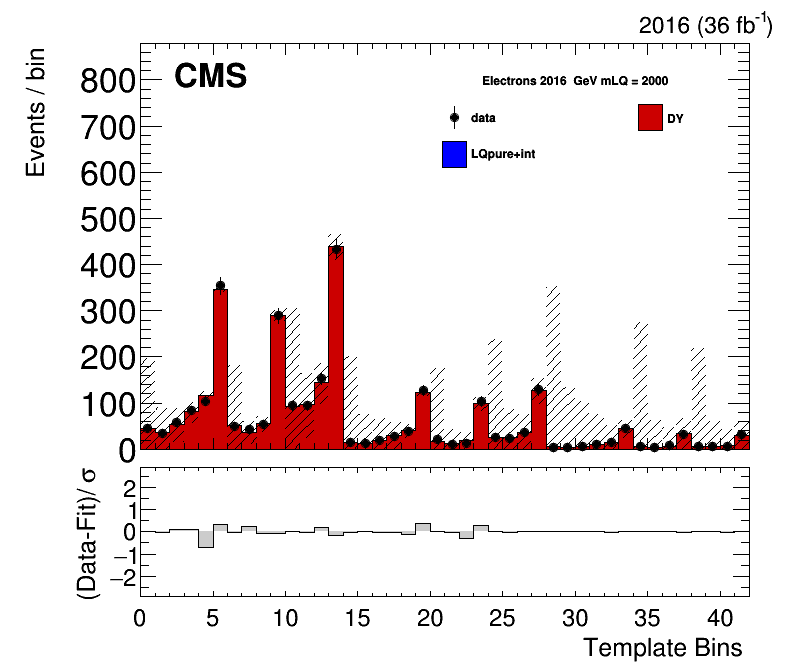 2016 (36 fb-1)
CMS
Electrons 2016 GeV mLQ = 2000
data
DY
LQpure+int
Events / bin
800
700
600
500
400
300
200
100
0
(Data-Fit)/ σ
2
1
0
−1
−2
0 5 10 15 20 25 30 35 40
Template Bins